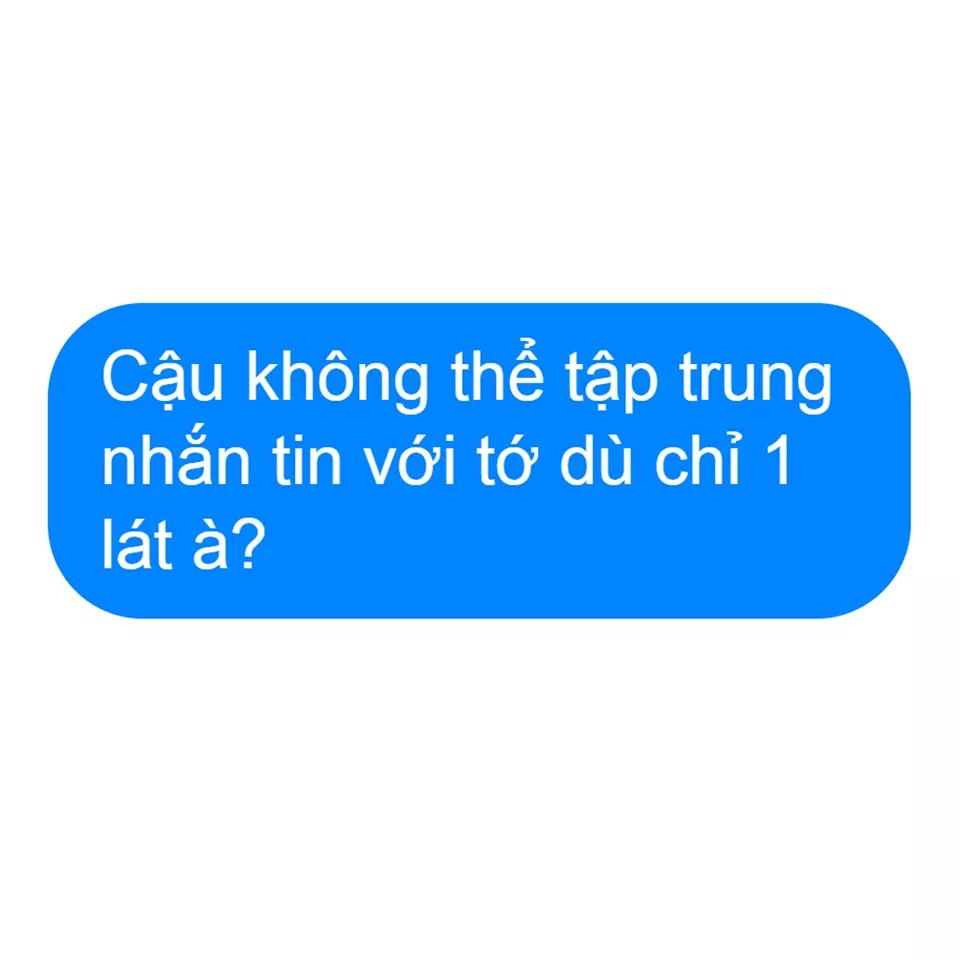 Cậu không thể tập trung
nhắn tin với tớ dù chỉ 1
lát à?